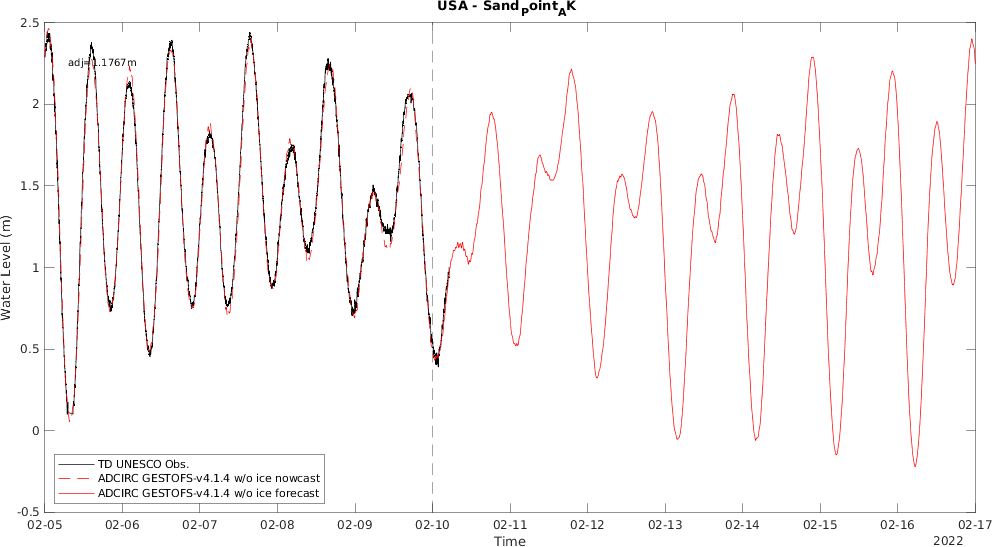 USA - SandPointAK
2.5
2
1.5
1
0.5
0
-0.5
Water Level (m)
adj=1.1767m
TD UNESCO Obs.
ADCIRC GESTOFS-v4.1.4 w/o ice nowcast
ADCIRC GESTOFS-v4.1.4 w/o ice forecast
02-05 02-06 02-07 02-08 02-09 02-10 02-11 02-12 02-13 02-14 02-15 02-16 02-17
Time
2022